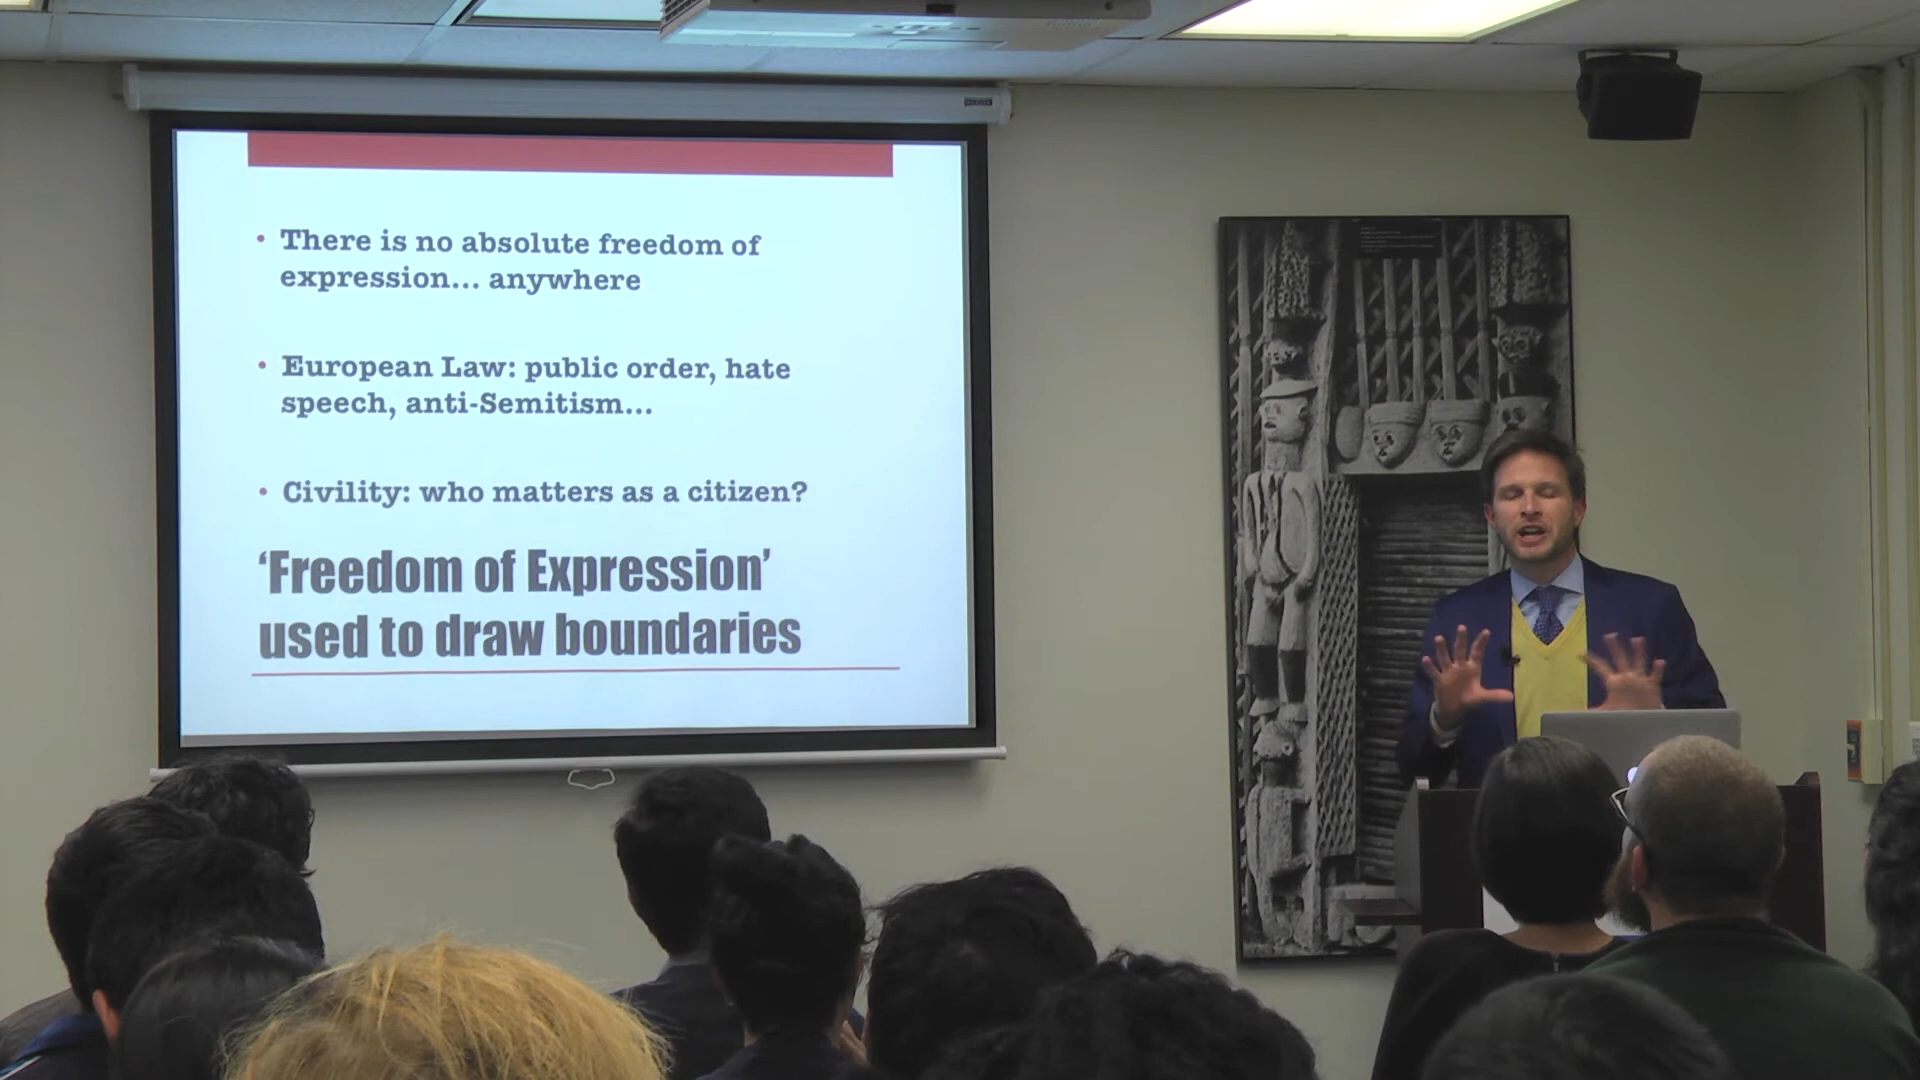 • There is no absolute freedom of
expression... anywhere
• European Law: public order, hate
speech, anti-Semitism...
• Civility: who matters as a citizen?
‘Freedom of Expression’
used to draw boundaries